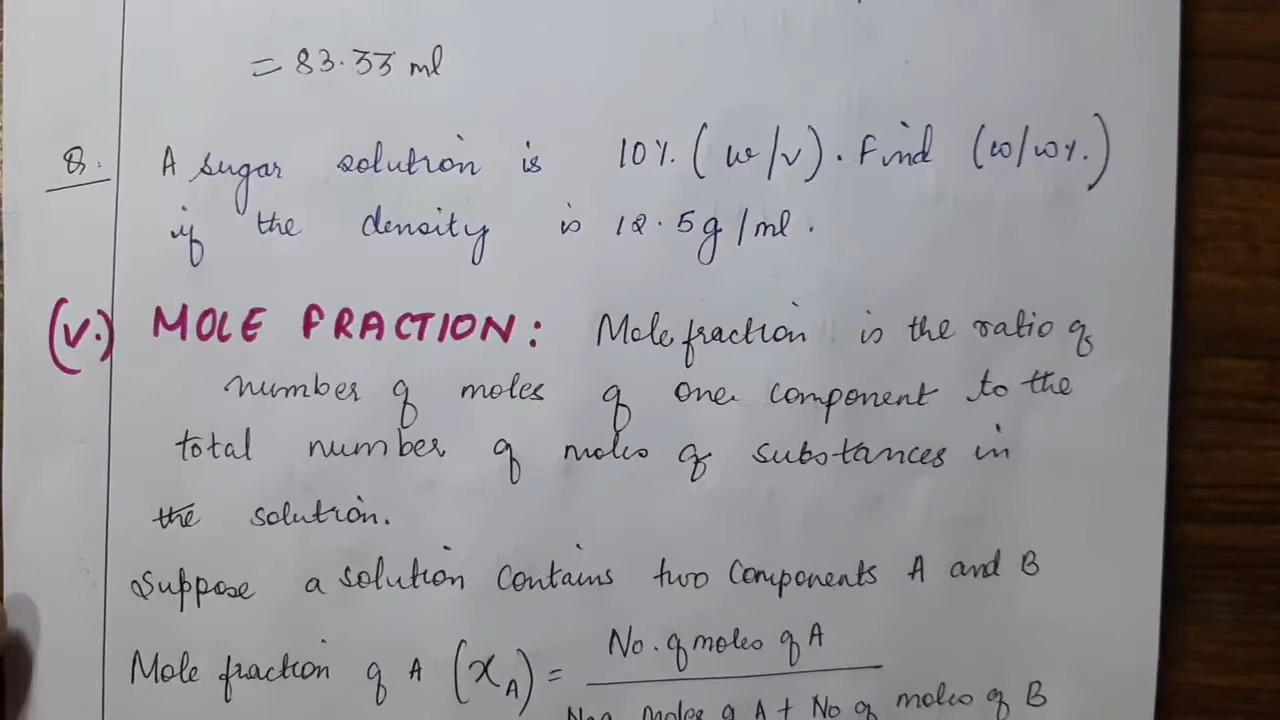 = 83.33 ml
Q. A sugar solution is 10%. (w/v). Find (w/w%.)
if the density is 12.5g/ml.
(V.) MOLE FRACTION: Mole fraction is the ratio of
number of moles of one component to the
total number of moles of substances in
the solution.
Suppose a solution contains two components A and B
Mole fraction of A (xA) = No. of moles of A
moles of A + No of moles of B